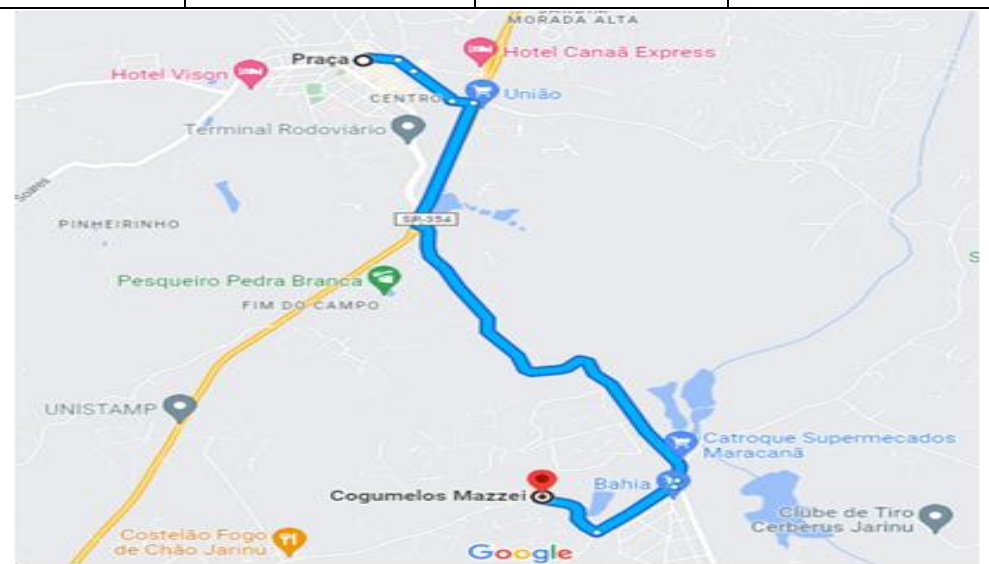 MORADA ALTA
Praça
Hotel Canaã Express
Hotel Vison
CENTRO
União
Terminal Rodoviário
Soares
SP-354
PINHEIRINHO
S
Pesqueiro Pedra Branca
FIM DO CAMPO
UNISTAMP
Catroque Supermecados
Maracanã
Bahia
Cogumelos Mazzei
Clube de Tiro
Cerberus Jarinu
Costelão Fogo
de Chão Jarinu
Google